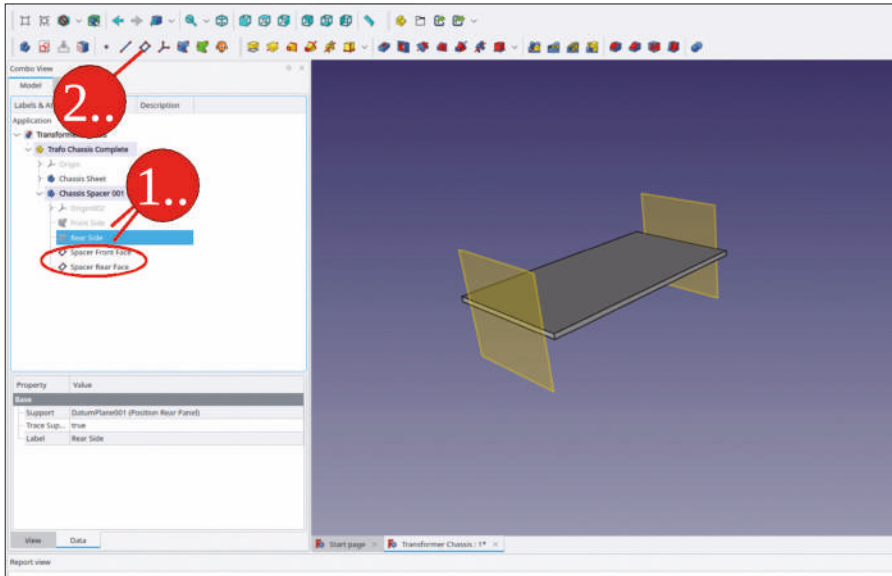 Combo View
Model
2..
Labels & At
Description
Application
Transform
Trafo Chassis Complete
Origin
Chassis Sheet
1..
Chassis Spacer 001
Origin002
Front Side
Rear Side
Spacer Front Face
Spacer Rear Face
Property Value
Base
Support DatumPlane001 (Position Rear Panel)
Trace Sup... true
Label Rear Side
View Data
Start page
Transformer Chassis : 1*
Report view